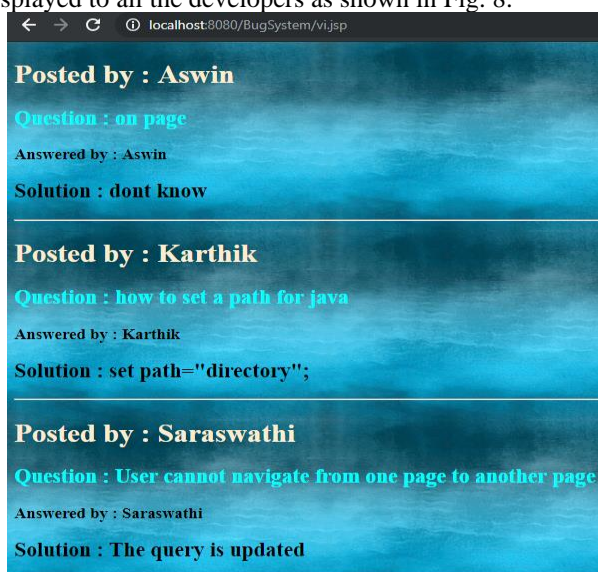 splayed to all the developers as shown in Fig. 8.
localhost:8080/BugSystem/vi.jsp
Posted by : Aswin
Question : on page
Answered by : Aswin
Solution : dont know
Posted by : Karthik
Question : how to set a path for java
Answered by : Karthik
Solution : set path="directory";
Posted by : Saraswathi
Question : User cannot navigate from one page to another page
Answered by : Saraswathi
Solution : The query is updated